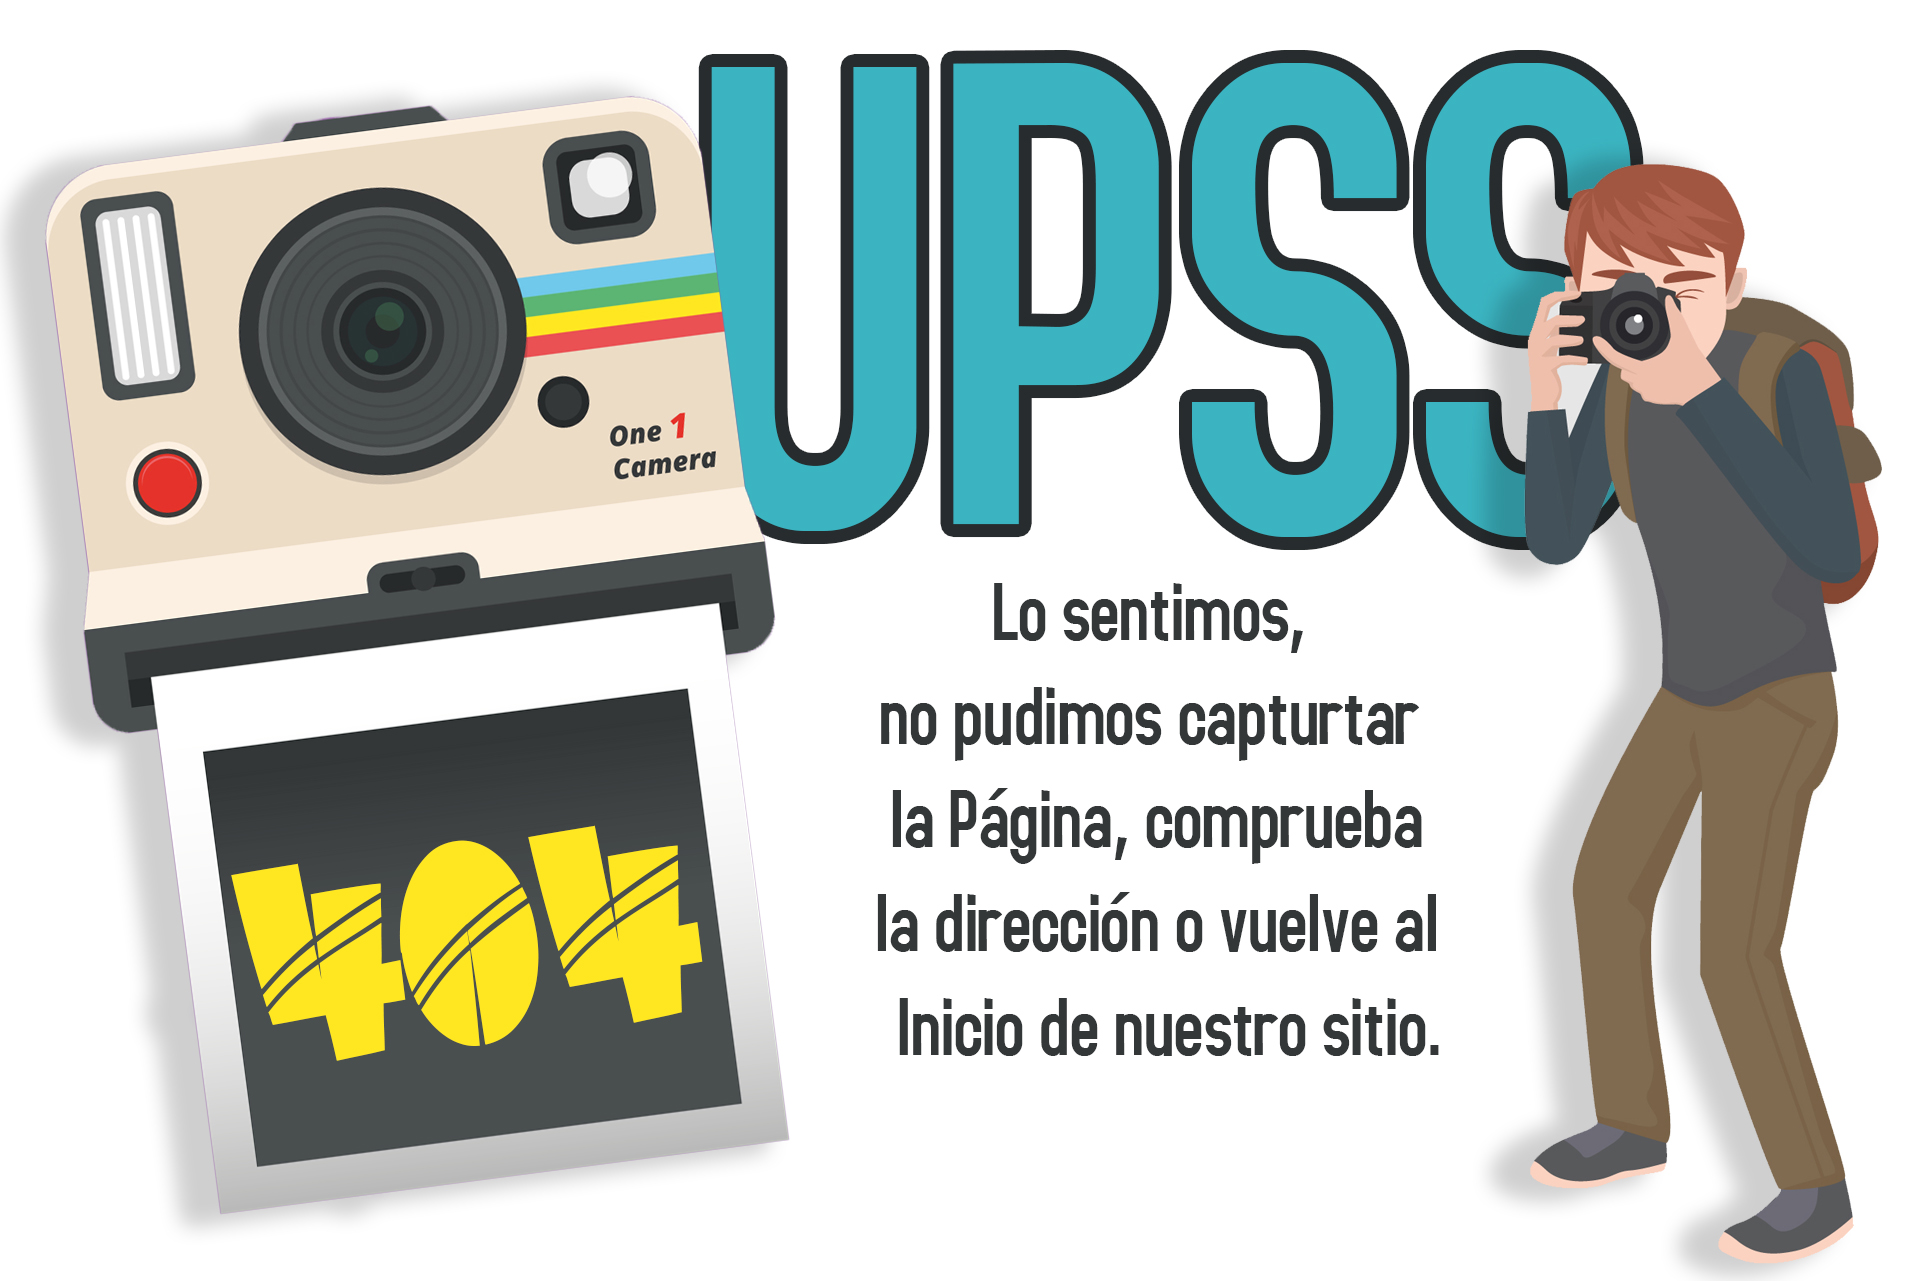 UPSS
One 1
Camera
404
Lo sentimos,
no pudimos capturtar
la Página, comprueba
la dirección o vuelve al
Inicio de nuestro sitio.